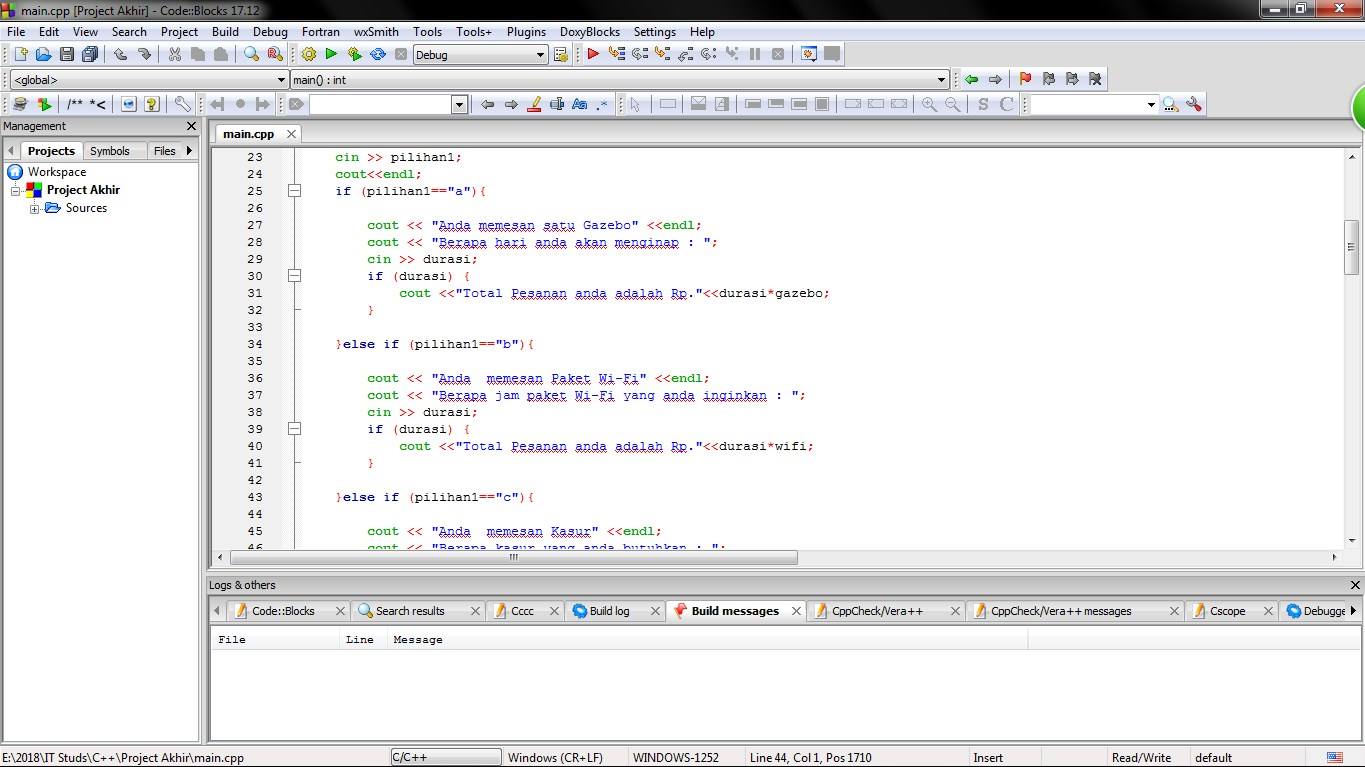 main.cpp [Project Akhir] - Code::Blocks 17.12
File Edit View Search Project Build Debug Fortran wxSmith Tools Tools+ Plugins DoxyBlocks Settings Help
Debug
<global> main() : int
/** *<
S C
Management
Projects Symbols Files
Workspace
Project Akhir
Sources
main.cpp
23 cin >> pilihan1;
24 cout<<endl;
25 if (pilihan1=="a"){
26
27 cout << "Anda memesan satu Gazebo" <<endl;
28 cout << "Berapa hari anda akan menginap : ";
29 cin >> durasi;
30 if (durasi) {
31 cout <<"Total Pesanan anda adalah Rp."<<durasi*gazebo;
32 }
33
34 }else if (pilihan1=="b"){
35
36 cout << "Anda  memesan Paket Wi-Fi" <<endl;
37 cout << "Berapa jam paket Wi-Fi yang anda inginkan : ";
38 cin >> durasi;
39 if (durasi) {
40 cout <<"Total Pesanan anda adalah Rp."<<durasi*wifi;
41 }
42
43 }else if (pilihan1=="c"){
44
45 cout << "Anda  memesan Kasur" <<endl;
46 cout << "Berapa kasur yang anda butuhkan : ";
Logs & others
Code::Blocks Search results Cccc Build log Build messages CppCheck/Vera++ CppCheck/Vera++ messages Cscope Debugge
File Line Message
E:\2018\IT Studs\C++\Project Akhir\main.cpp C/C++ Windows (CR+LF) WINDOWS-1252 Line 44, Col 1, Pos 1710 Insert Read/Write default